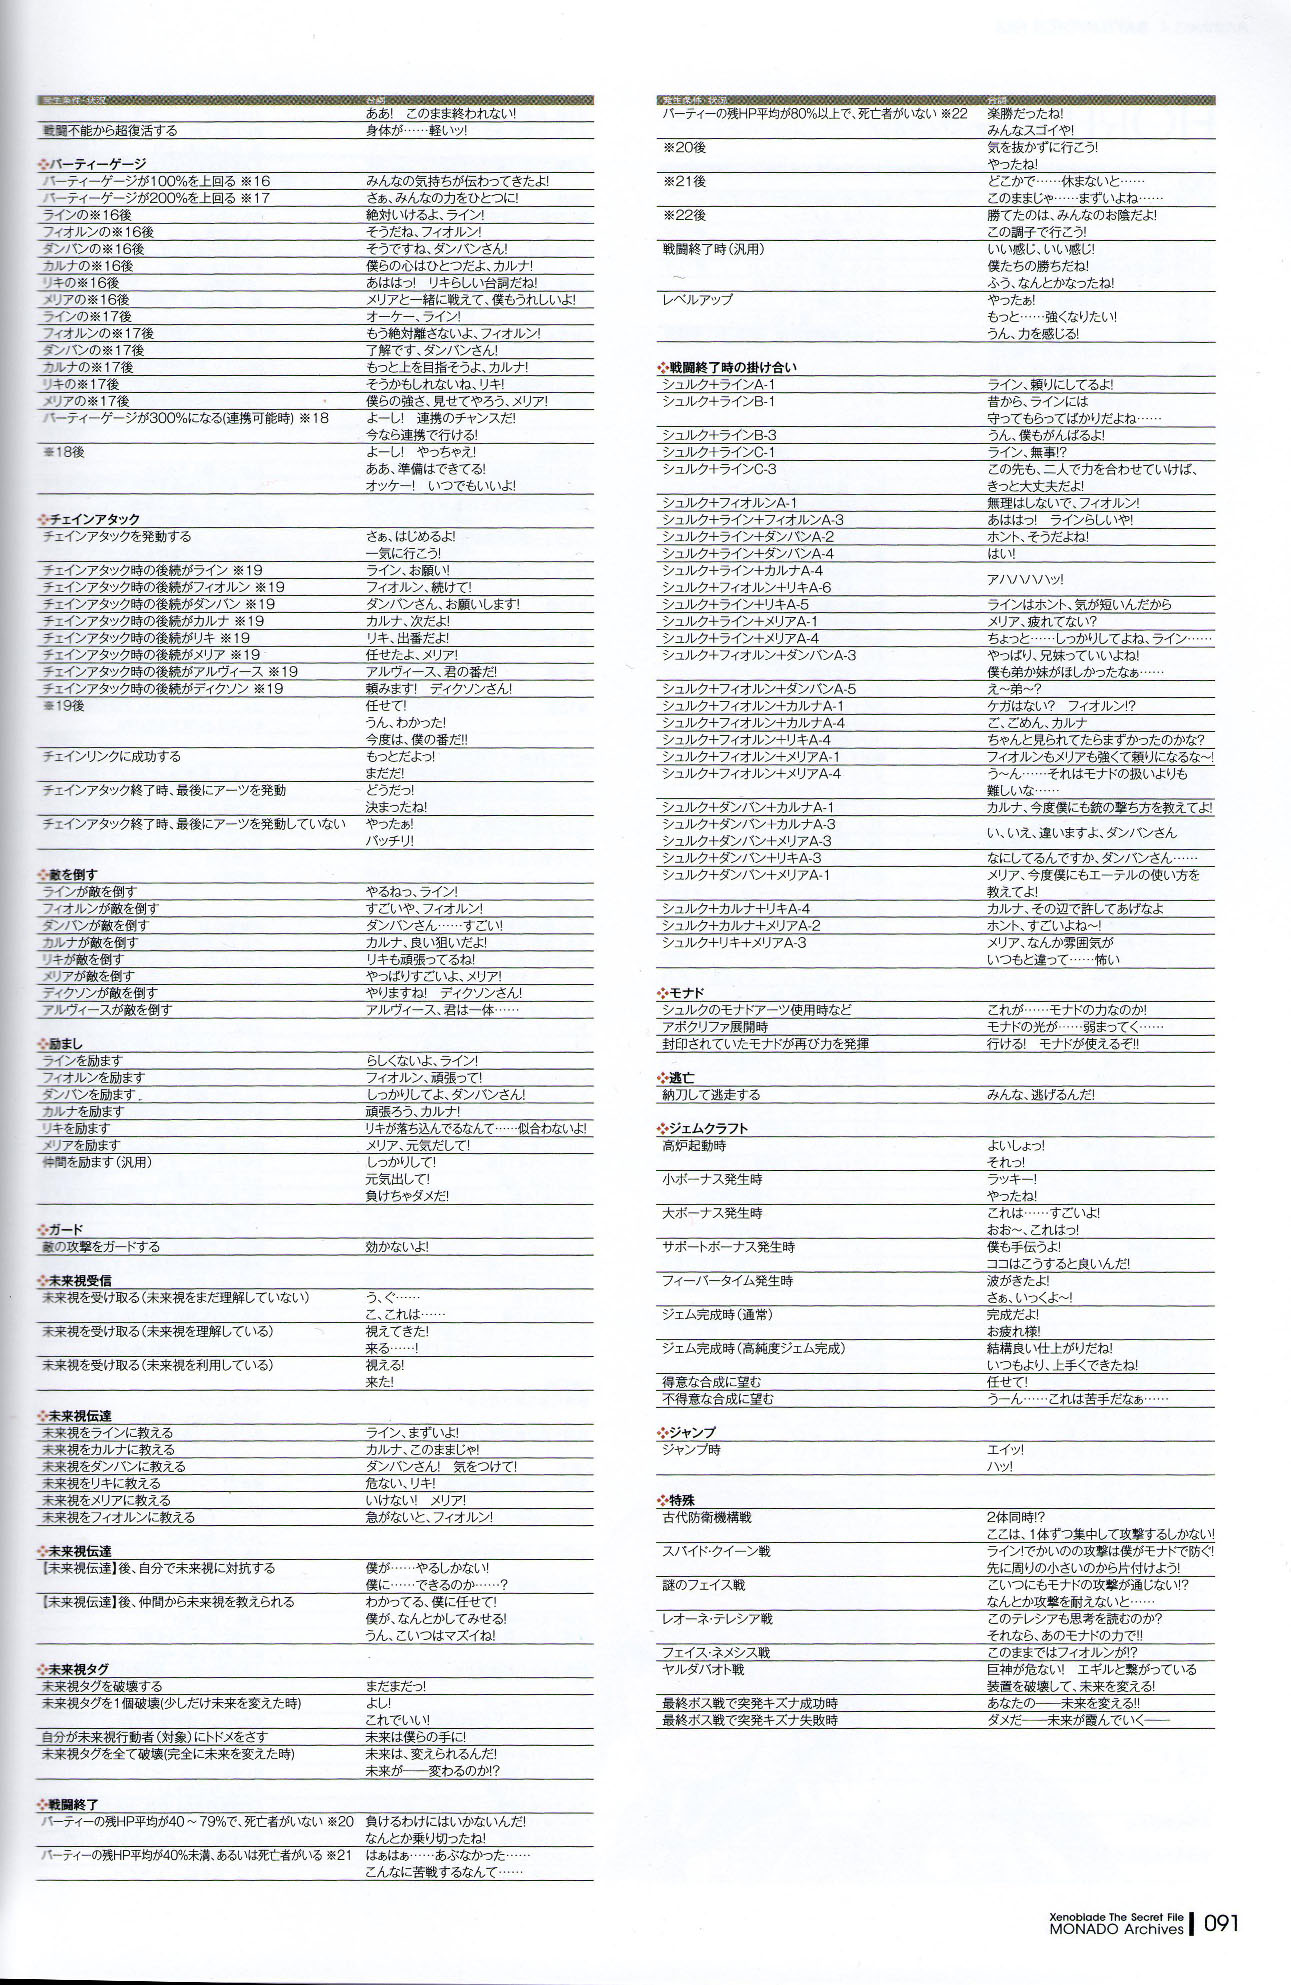 発生条件・状況 台詞
ああ! このまま終われない!
戦闘不能から超復活する 身体が……軽いッ!
パーティーゲージ
パーティーゲージが100%を上回る ※16 みんなの気持ちが伝わってきたよ!
パーティーゲージが200%を上回る ※17 さぁ、みんなの力をひとつに!
ラインの※16後 絶対いけるよ、ライン!
フィオルンの※16後 そうだね、フィオルン!
ダンバンの※16後 そうですね、ダンバンさん!
カルナの※16後 僕らの心はひとつだよ、カルナ!
リキの※16後 あははっ! リキらしい台詞だね!
メリアの※16後 メリアと一緒に戦えて、僕もうれしいよ!
ラインの※17後 オーケー、ライン!
フィオルンの※17後 もう絶対離さないよ、フィオルン!
ダンバンの※17後 了解です、ダンバンさん!
カルナの※17後 もっと上を目指そうよ、カルナ!
リキの※17後 そうかもしれないね、リキ!
メリアの※17後 僕らの強さ、見せてやろう、メリア!
パーティーゲージが300%になる(連携可能時) ※18 よーし! 連携のチャンスだ!
今なら連携で行ける!
※18後 よーし! やっちゃえ!
ああ、準備はできてる!
オッケー! いつでもいいよ!
チェインアタック
チェインアタックを発動する さぁ、はじめるよ!
一気に行こう!
チェインアタック時の後続がライン ※19 ライン、お願い!
チェインアタック時の後続がフィオルン ※19 フィオルン、続けて!
チェインアタック時の後続がダンバン ※19 ダンバンさん、お願いします!
チェインアタック時の後続がカルナ ※19 カルナ、次だよ!
チェインアタック時の後続がリキ ※19 リキ、出番だよ!
チェインアタック時の後続がメリア ※19 任せたよ、メリア!
チェインアタック時の後続がアルヴィース ※19 アルヴィース、君の番だ!
チェインアタック時の後続がディクソン ※19 頼みます! ディクソンさん!
※19後 任せて!
うん、わかった!
今度は、僕の番だ!!
チェインリンクに成功する もっとだよっ!
まだだ!
チェインアタック終了時、最後にアーツを発動 どうだっ!
決まったね!
チェインアタック終了時、最後にアーツを発動していない やったぁ!
バッチリ!
敵を倒す
ラインが敵を倒す やるねっ、ライン!
フィオルンが敵を倒す すごいや、フィオルン!
ダンバンが敵を倒す ダンバンさん……すごい!
カルナが敵を倒す カルナ、良い狙いだよ!
リキが敵を倒す リキも頑張ってるね!
メリアが敵を倒す やっぱりすごいよ、メリア!
ディクソンが敵を倒す やりますね! ディクソンさん!
アルヴィースが敵を倒す アルヴィース、君は一体……
励まし
ラインを励ます らしくないよ、ライン!
フィオルンを励ます フィオルン、頑張って!
ダンバンを励ます しっかりしてよ、ダンバンさん!
カルナを励ます 頑張ろう、カルナ!
リキを励ます リキが落ち込んでるなんて……似合わないよ!
メリアを励ます メリア、元気だして!
仲間を励ます(汎用) しっかりして!
元気出して!
負けちゃダメだ!
ガード
敵の攻撃をガードする 効かないよ!
未来視受信
未来視を受け取る(未来視をまだ理解していない) う、ぐ……
こ、これは……
未来視を受け取る(未来視を理解している) 視えてきた!
来る……!
未来視を受け取る(未来視を利用している) 視える!
来た!
未来視伝達
未来視をラインに教える ライン、まずいよ!
未来視をカルナに教える カルナ、このままじゃ!
未来視をダンバンに教える ダンバンさん! 気をつけて!
未来視をリキに教える 危ない、リキ!
未来視をメリアに教える いけない! メリア!
未来視をフィオルンに教える 急がないと、フィオルン!
未来視伝達
【未来視伝達】後、自分で未来視に対抗する 僕が……やるしかない!
僕に……できるのか……?
【未来視伝達】後、仲間から未来視を教えられる わかってる、僕に任せて!
僕が、なんとかしてみせる!
うん、こいつはマズイね!
未来視タグ
未来視タグを破壊する まだまだっ!
未来視タグを1個破壊(少しだけ未来を変えた時) よし!
これでいい!
自分が未来視行動者(対象)にトドメをさす 未来は僕らの手に!
未来視タグを全て破壊(完全に未来を変えた時) 未来は、変えられるんだ!
未来が――変わるのか!?
戦闘終了
パーティーの残HP平均が40~79%で、死亡者がいない ※20 負けるわけにはいかないんだ!
なんとか乗り切ったね!
パーティーの残HP平均が40%未満、あるいは死亡者がいる ※21 はぁはぁ……あぶなかった……
こんなに苦戦するなんて……
発生条件・状況 台詞
パーティーの残HP平均が80%以上で、死亡者がいない ※22 楽勝だったね!
みんなスゴイや!
※20後 気を抜かずに行こう!
やったね!
※21後 どこかで……休まないと……
このままじゃ……まずいよね……
※22後 勝てたのは、みんなのお陰だよ!
この調子で行こう!
戦闘終了時(汎用) いい感じ、いい感じ!
僕たちの勝ちだね!
ふう、なんとかなったね!
レベルアップ やったぁ!
もっと……強くなりたい!
うん、力を感じる!
戦闘終了時の掛け合い
シュルク+ラインA-1 ライン、頼りにしてるよ!
シュルク+ラインB-1 昔から、ラインには
守ってもらってばかりだよね……
シュルク+ラインB-3 うん、僕もがんばるよ!
シュルク+ラインC-1 ライン、無事!?
シュルク+ラインC-3 この先も、二人で力を合わせていけば、
きっと大丈夫だよ!
シュルク+フィオルンA-1 無理はしないで、フィオルン!
シュルク+ライン+フィオルンA-3 あははっ! ラインらしいや!
シュルク+ライン+ダンバンA-2 ホント、そうだよね!
シュルク+ライン+ダンバンA-4 はい!
シュルク+ライン+カルナA-4
シュルク+フィオルン+リキA-6 アハハハハッ!
シュルク+ライン+リキA-5 ラインはホント、気が短いんだから
シュルク+ライン+メリアA-1 メリア、疲れてない?
シュルク+ライン+メリアA-4 ちょっと……しっかりしてよね、ライン……
シュルク+フィオルン+ダンバンA-3 やっぱり、兄妹っていいよね!
僕も弟か妹がほしかったなぁ……
シュルク+フィオルン+ダンバンA-5 え~弟~?
シュルク+フィオルン+カルナA-1 ケガはない? フィオルン!?
シュルク+フィオルン+カルナA-4 ご、ごめん、カルナ
シュルク+フィオルン+リキA-4 ちゃんと見られてたらまずかったのかな?
シュルク+フィオルン+メリアA-1 フィオルンもメリアも強くて頼りになるな~!
シュルク+フィオルン+メリアA-4 う~ん……それはモナドの扱いよりも
難しいな……
シュルク+ダンバン+カルナA-1 カルナ、今度僕にも銃の撃ち方を教えてよ!
シュルク+ダンバン+カルナA-3
シュルク+ダンバン+メリアA-3 い、いえ、違いますよ、ダンバンさん
シュルク+ダンバン+リキA-3 なにしてるんですか、ダンバンさん……
シュルク+ダンバン+メリアA-1 メリア、今度僕にもエーテルの使い方を
教えてよ!
シュルク+カルナ+リキA-4 カルナ、その辺で許してあげなよ
シュルク+カルナ+メリアA-2 ホント、すごいよね~!
シュルク+リキ+メリアA-3 メリア、なんか雰囲気が
いつもと違って……怖い
モナド
シュルクのモナドアーツ使用時など これが……モナドの力なのか!
アポクリファ展開時 モナドの光が……弱まってく……
封印されていたモナドが再び力を発揮 行ける! モナドが使えるぞ!!
逃亡
納刀して逃走する みんな、逃げるんだ!
ジェムクラフト
高炉起動時 よいしょっ!
それっ!
小ボーナス発生時 ラッキー!
やったね!
大ボーナス発生時 これは……すごいよ!
おお~、これはっ!
サポートボーナス発生時 僕も手伝うよ!
ココはこうすると良いんだ!
フィーバータイム発生時 波がきたよ!
さぁ、いっくよ~!
ジェム完成時(通常) 完成だよ!
お疲れ様!
ジェム完成時(高純度ジェム完成) 結構良い仕上がりだね!
いつもより、上手くできたね!
得意な合成に望む 任せて!
不得意な合成に望む うーん……これは苦手だなぁ……
ジャンプ
ジャンプ時 エイッ!
ハッ!
特殊
古代防衛機構戦 2体同時!?
ここは、1体ずつ集中して攻撃するしかない!
スパイド・クイーン戦 ライン!でかいのの攻撃は僕がモナドで防ぐ!
先に周りの小さいのから片付けよう!
謎のフェイス戦 こいつにもモナドの攻撃が通じない!?
なんとか攻撃を耐えないと……
レオーネ・テレシア戦 このテレシアも思考を読むのか?
それなら、あのモナドの力で!!
フェイス・ネメシス戦 このままではフィオルンが!?
ヤルダバオト戦 巨神が危ない! エギルと繋がっている
装置を破壊して、未来を変える!
最終ボス戦で突発キズナ成功時 あなたの――未来を変える!!
最終ボス戦で突発キズナ失敗時 ダメだ――未来が霞んでいく――
Xenoblade The Secret File
MONADO Archives 091